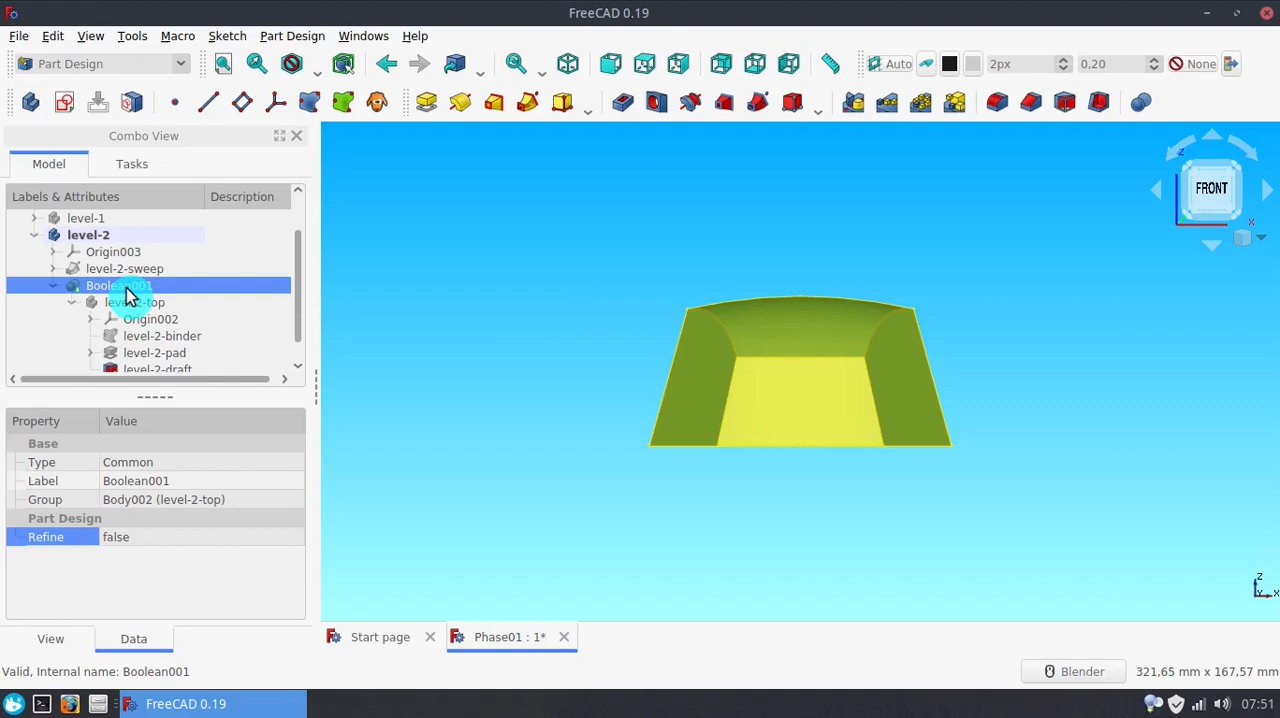 FreeCAD 0.19
File Edit View Tools Macro Sketch Part Design Windows Help
Part Design Auto 2px 0,20 None
Combo View
Model Tasks
Labels & Attributes Description
level-1
level-2
Origin003
level-2-sweep
Boolean001
level-2-top
Origin002
level-2-binder
level-2-pad
level-2-draft
Property Value
Base
Type Common
Label Boolean001
Group Body002 (level-2-top)
Part Design
Refine false
View Data
FRONT
Z
X
Z
Y X
Start page Phase01 : 1*
Valid, Internal name: Boolean001 Blender 321,65 mm x 167,57 mm
FreeCAD 0.19 07:51